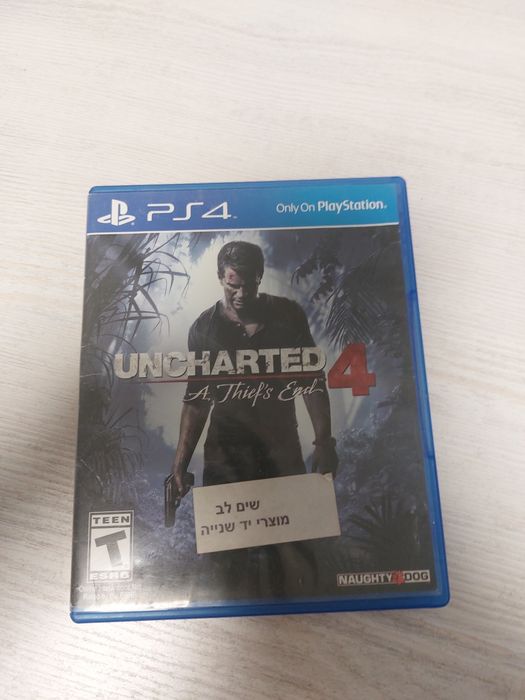 PS4
Only On PlayStation
UNCHARTED 4
A Thief's End
שים לב
מוצרי יד שנייה
TEEN
T
ESRB
NAUGHTY DOG